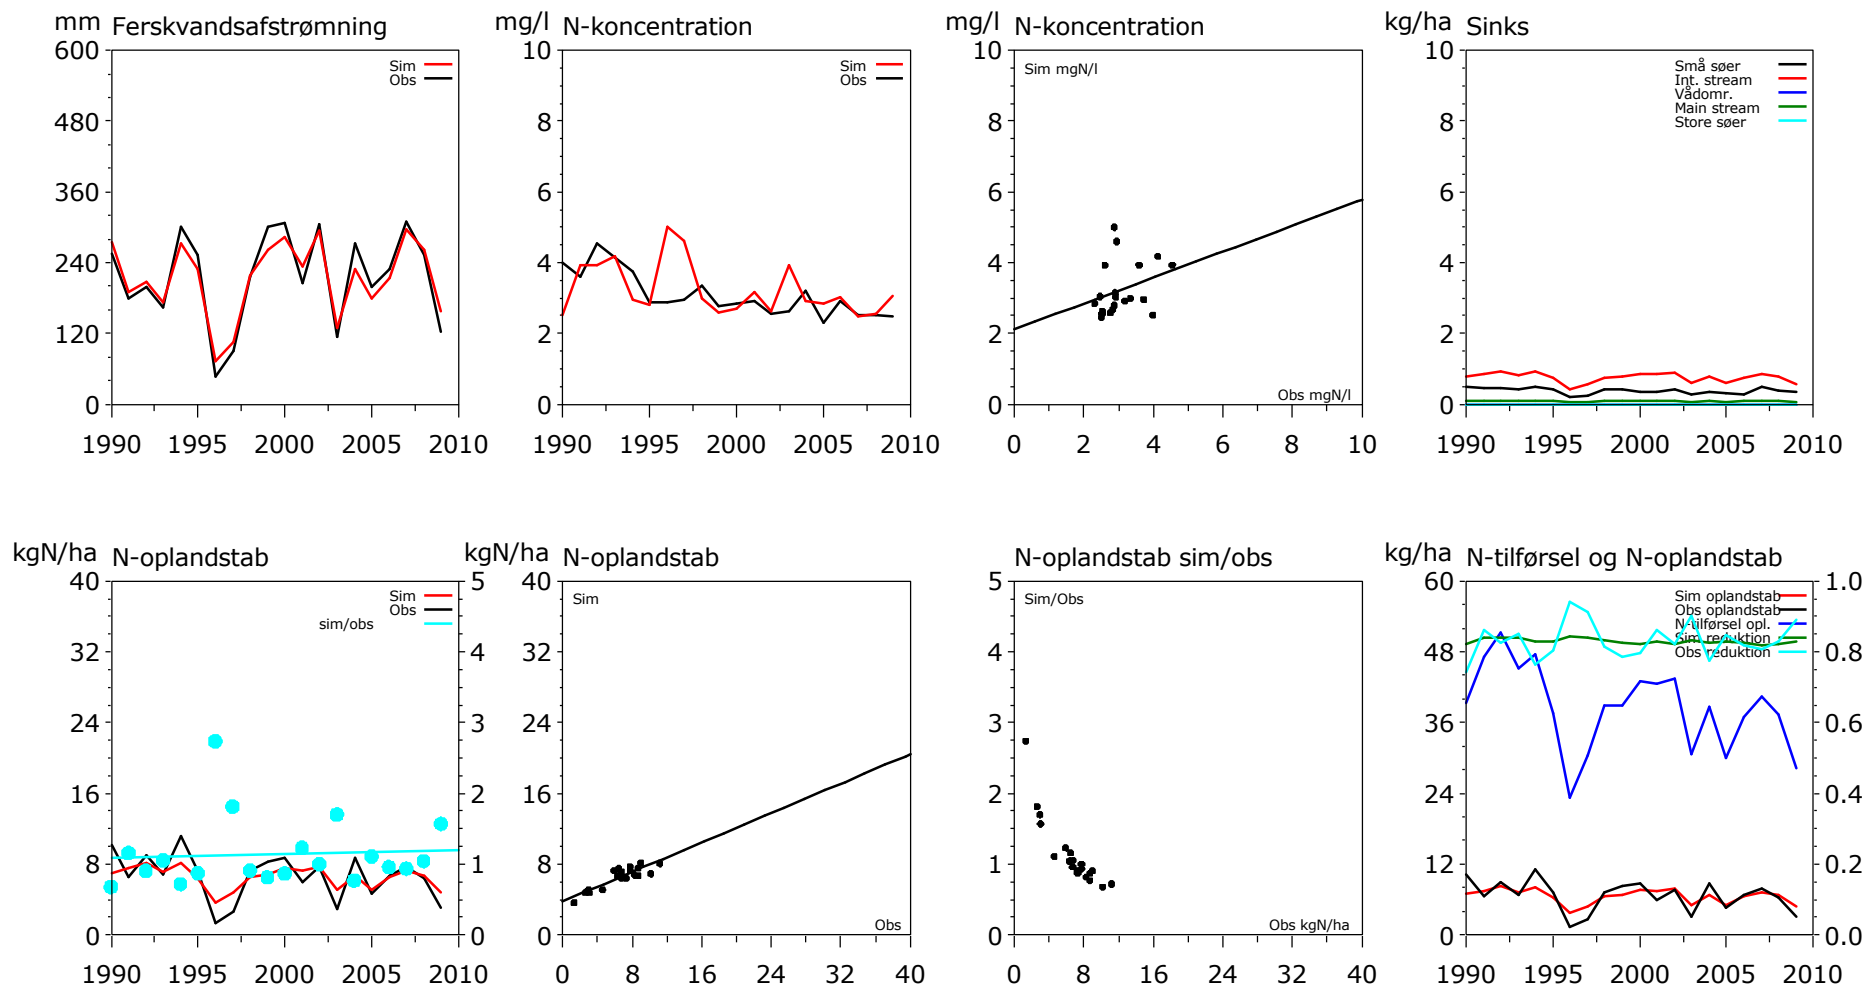 mm Ferskvandsafstrømning
Sim
Obs
600
480
360
240
120
0
1990 1995 2000 2005 2010
mg/l N-koncentration
Sim
Obs
10
8
6
4
2
0
1990 1995 2000 2005 2010
mg/l N-koncentration
Sim mgN/l
Obs mgN/l
10
8
6
4
2
0
0 2 4 6 8 10
kg/ha Sinks
Små søer
Int. stream
Vådomr.
Main stream
Store søer
10
8
6
4
2
0
1990 1995 2000 2005 2010
kgN/ha N-oplandstab
Sim
Obs
sim/obs
40
32
24
16
8
0
5
4
3
2
1
0
1990 1995 2000 2005 2010
kgN/ha N-oplandstab
Sim
Obs
40
32
24
16
8
0
0 8 16 24 32 40
N-oplandstab sim/obs
Sim/Obs
Obs kgN/ha
5
4
3
2
1
0
0 8 16 24 32 40
kg/ha N-tilførsel og N-oplandstab
Sim oplandstab
Obs oplandstab
N-tilførsel opl.
Sim reduktion
Obs reduktion
60
48
36
24
12
0
1.0
0.8
0.6
0.4
0.2
0.0
1990 1995 2000 2005 2010